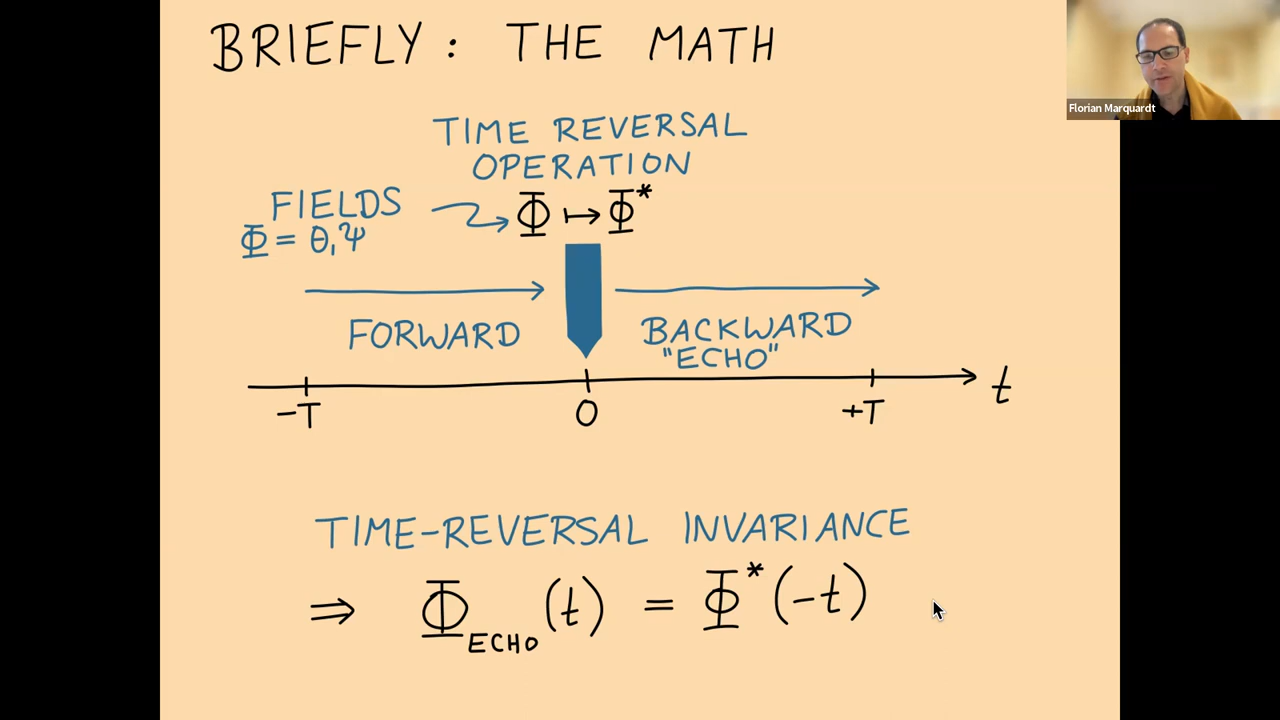 BRIEFLY: THE MATH
Florian Marquardt
TIME REVERSAL
OPERATION
FIELDS
Φ ↦ Φ*
Φ = θ, Ψ
FORWARD
BACKWARD
"ECHO"
t
-T
0
+T
TIME-REVERSAL INVARIANCE
⇒ Φ_ECHO (t) = Φ*(-t)